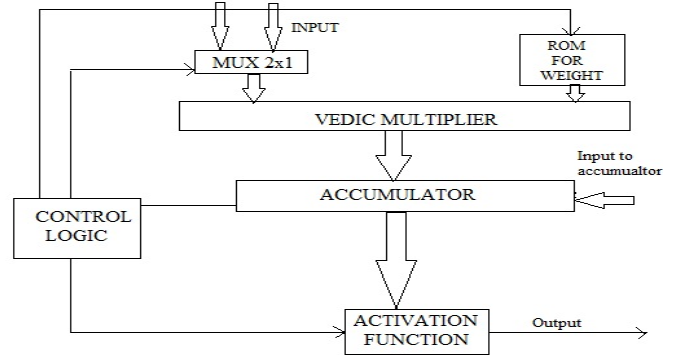 INPUT
MUX 2x1
ROM
FOR
WEIGHT
VEDIC MULTIPLIER
Input to
accumualtor
ACCUMULATOR
CONTROL
LOGIC
ACTIVATION
FUNCTION
Output